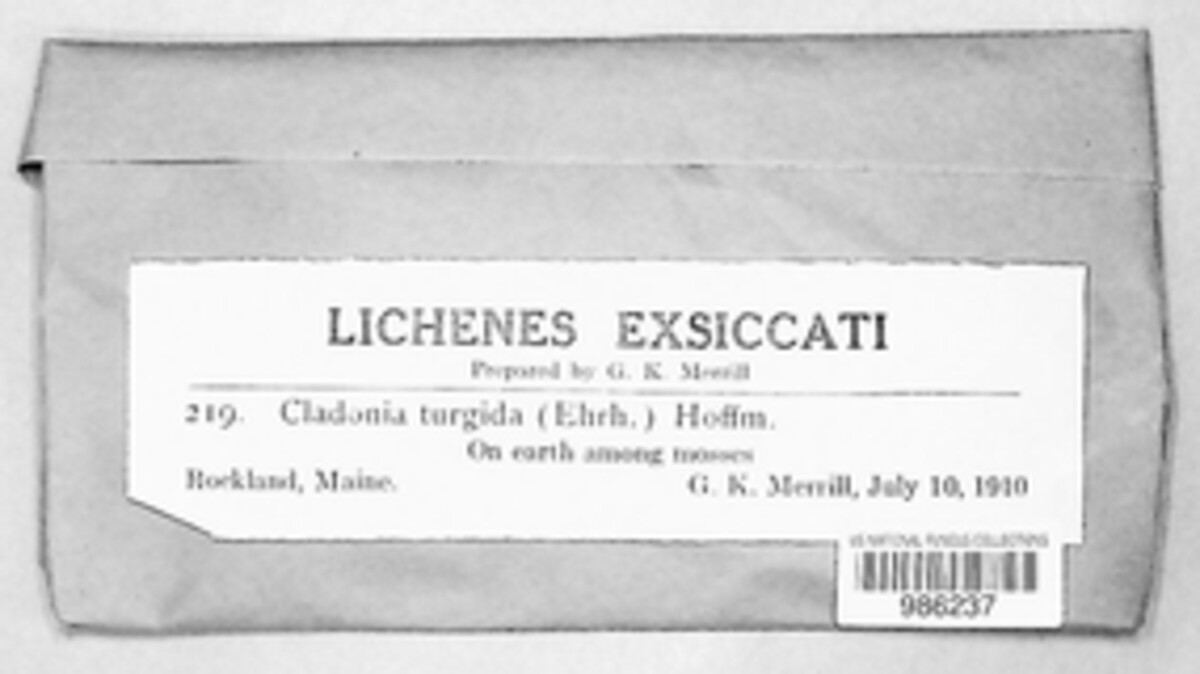 LICHENES EXSICCATI
Prepared by G. K. Merrill
219. Cladonia turgida (Ehrh.) Hoffm.
On earth among mosses
Rockland, Maine. G. K. Merrill, July 10, 1910
US NATIONAL FUNGUS COLLECTIONS
986237